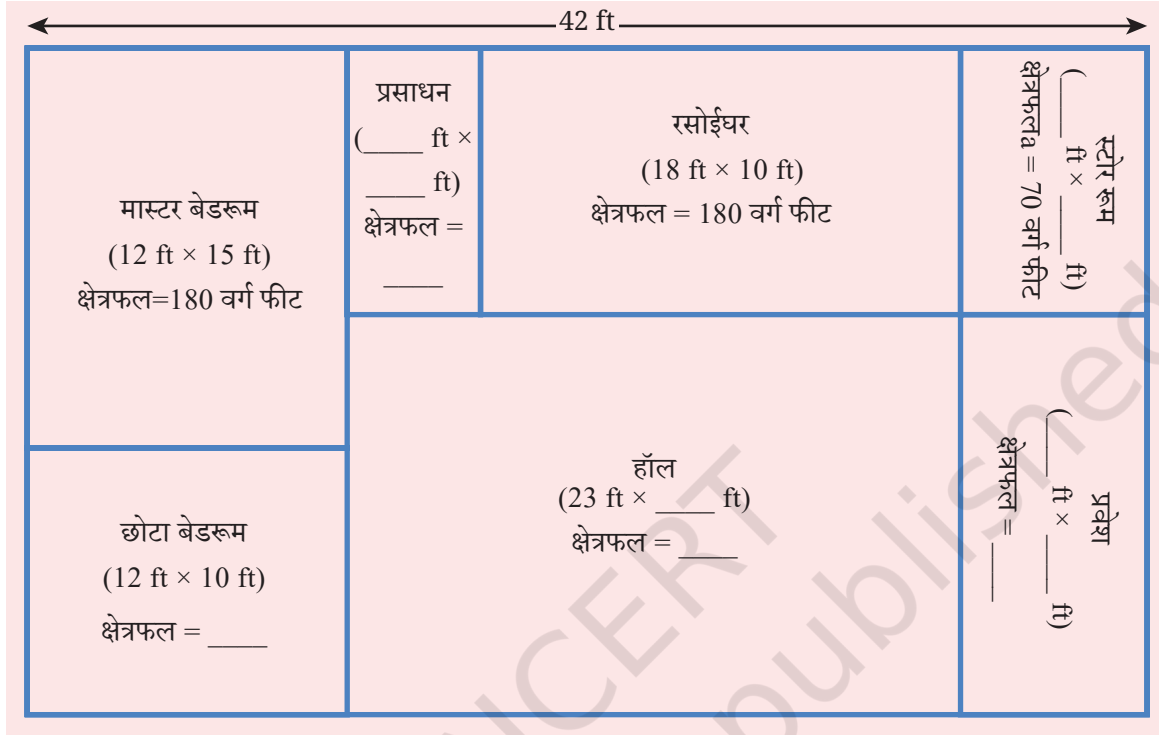 42 ft
मास्टर बेडरूम
(12 ft × 15 ft)
क्षेत्रफल=180 वर्ग फीट
प्रसाधन
(____ ft ×
____ ft)
क्षेत्रफल =
____
रसोईघर
(18 ft × 10 ft)
क्षेत्रफल = 180 वर्ग फीट
स्टोर रूम
(____ ft × ____ ft)
क्षेत्रफलa = 70 वर्ग फीट
छोटा बेडरूम
(12 ft × 10 ft)
क्षेत्रफल = ____
हॉल
(23 ft × ____ ft)
क्षेत्रफल = ____
प्रवेश
(____ ft × ____ ft)
क्षेत्रफल = ____
NCERT
published